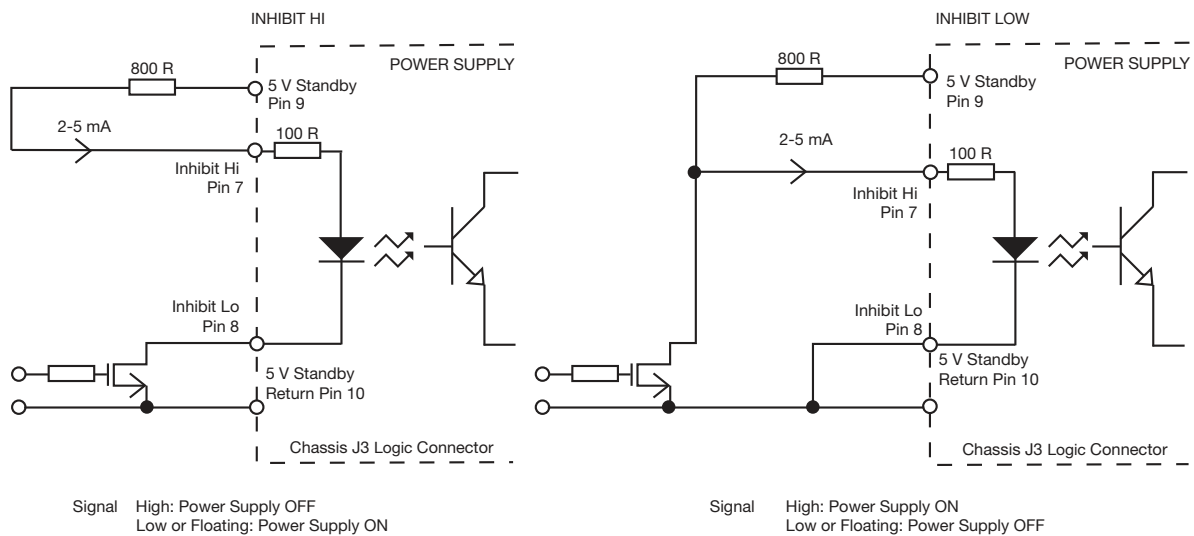 INHIBIT HI
POWER SUPPLY
800 R
5 V Standby
Pin 9
2-5 mA
100 R
Inhibit Hi
Pin 7
Inhibit Lo
Pin 8
5 V Standby
Return Pin 10
Chassis J3 Logic Connector
Signal High: Power Supply OFF
Low or Floating: Power Supply ON
INHIBIT LOW
POWER SUPPLY
800 R
5 V Standby
Pin 9
2-5 mA
100 R
Inhibit Hi
Pin 7
Inhibit Lo
Pin 8
5 V Standby
Return Pin 10
Chassis J3 Logic Connector
Signal High: Power Supply ON
Low or Floating: Power Supply OFF